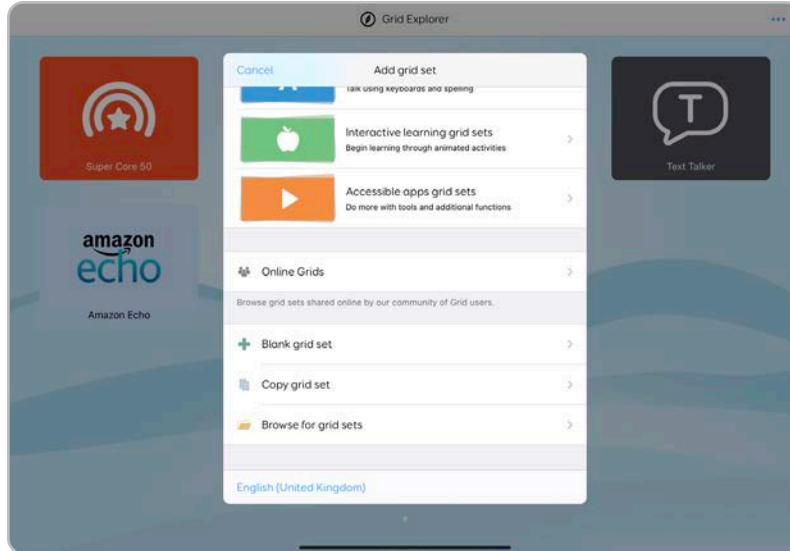 Grid Explorer
Cancel
Add grid set
Talk using keyboards and spelling
Interactive learning grid sets
Begin learning through animated activities
Accessible apps grid sets
Do more with tools and additional functions
Online Grids
Browse grid sets shared online by our community of Grid users.
Blank grid set
Copy grid set
Browse for grid sets
English (United Kingdom)
Super Core 50
amazon
echo
Amazon Echo
T
Text Talker